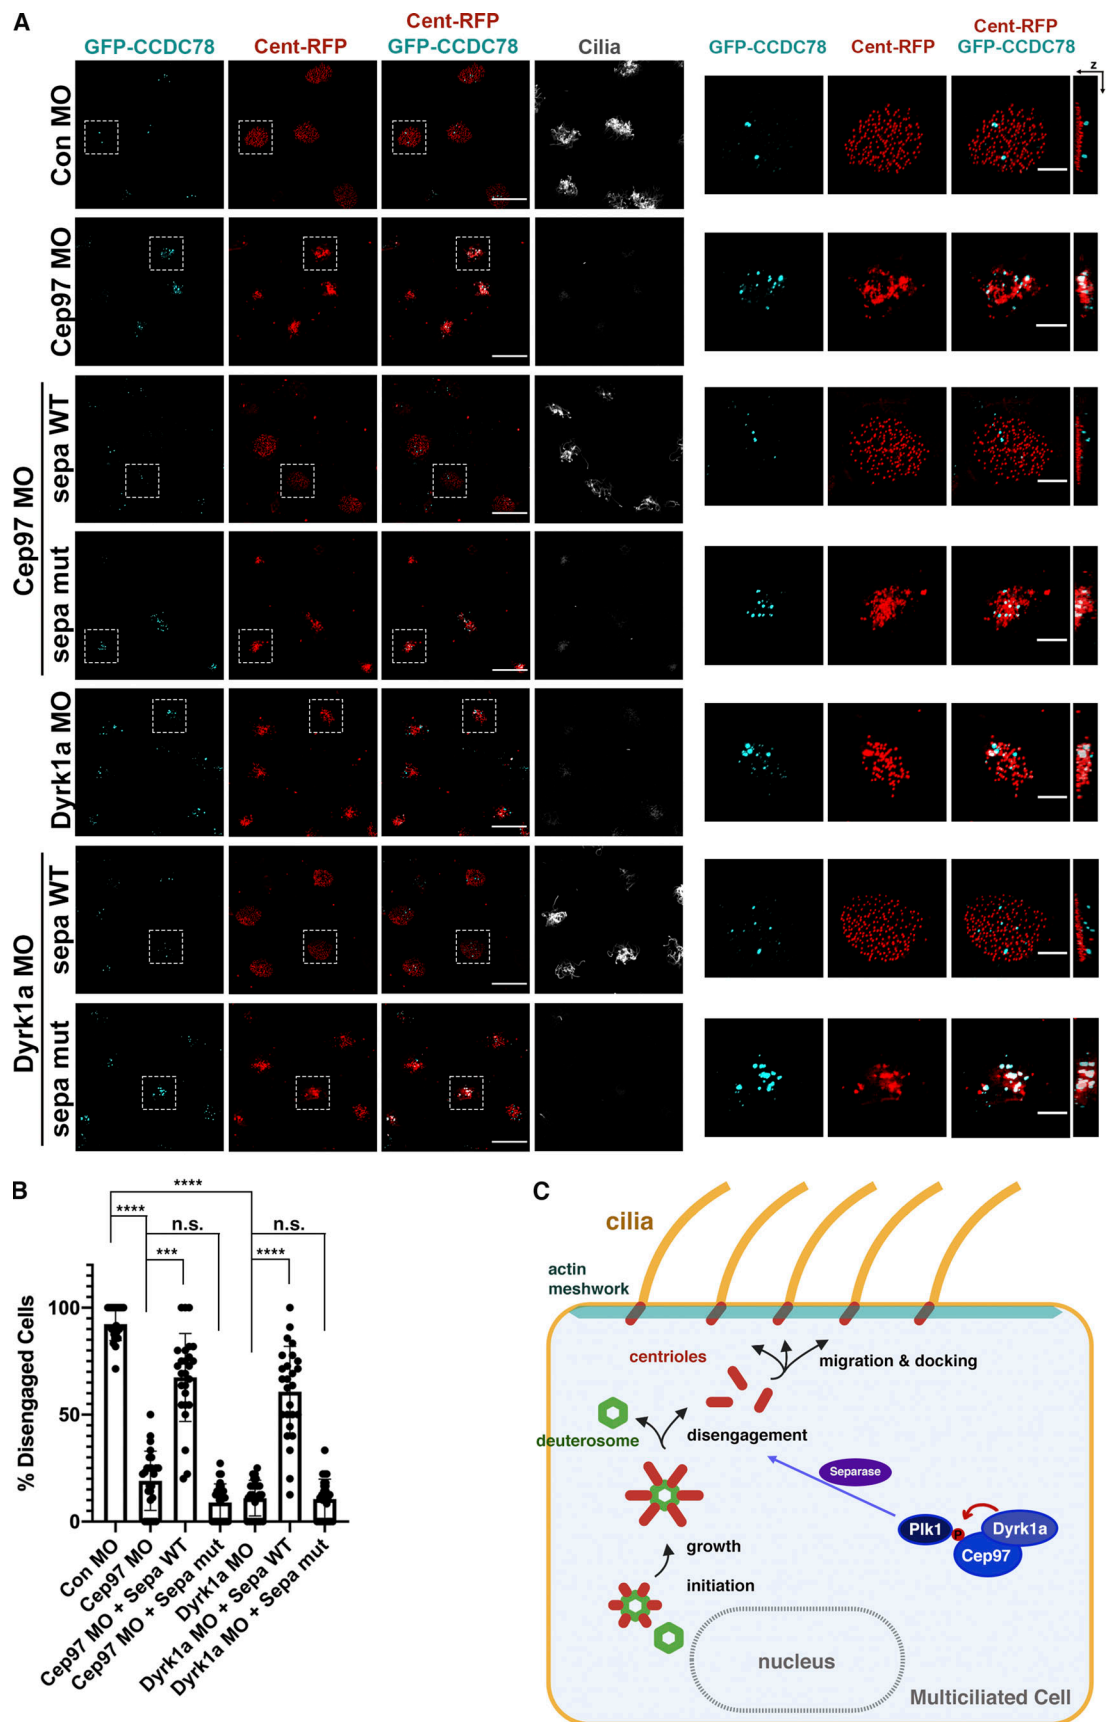 A
GFP-CCDC78
Cent-RFP
Cent-RFP
GFP-CCDC78
Cilia
GFP-CCDC78
Cent-RFP
Cent-RFP
GFP-CCDC78
z
Con MO
Cep97 MO
Cep97 MO
sepa WT
sepa mut
Dyrk1a MO
Dyrk1a MO
sepa WT
sepa mut
B
****
****
n.s.
n.s.
***
****
% Disengaged Cells
100
50
0
Con MO
Cep97 MO
Cep97 MO + Sepa WT
Cep97 MO + Sepa mut
Dyrk1a MO
Dyrk1a MO + Sepa WT
Dyrk1a MO + Sepa mut
C
cilia
actin
meshwork
centrioles
migration & docking
deuterosome
disengagement
Separase
Plk1
P
Dyrk1a
Cep97
growth
initiation
nucleus
Multiciliated Cell